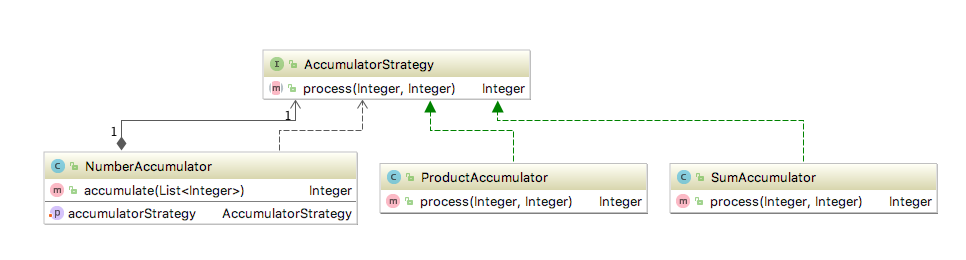 I AccumulatorStrategy
m process(Integer, Integer) Integer
1
1
C NumberAccumulator
m accumulate(List<Integer>) Integer
p accumulatorStrategy AccumulatorStrategy
C ProductAccumulator
m process(Integer, Integer) Integer
C SumAccumulator
m process(Integer, Integer) Integer